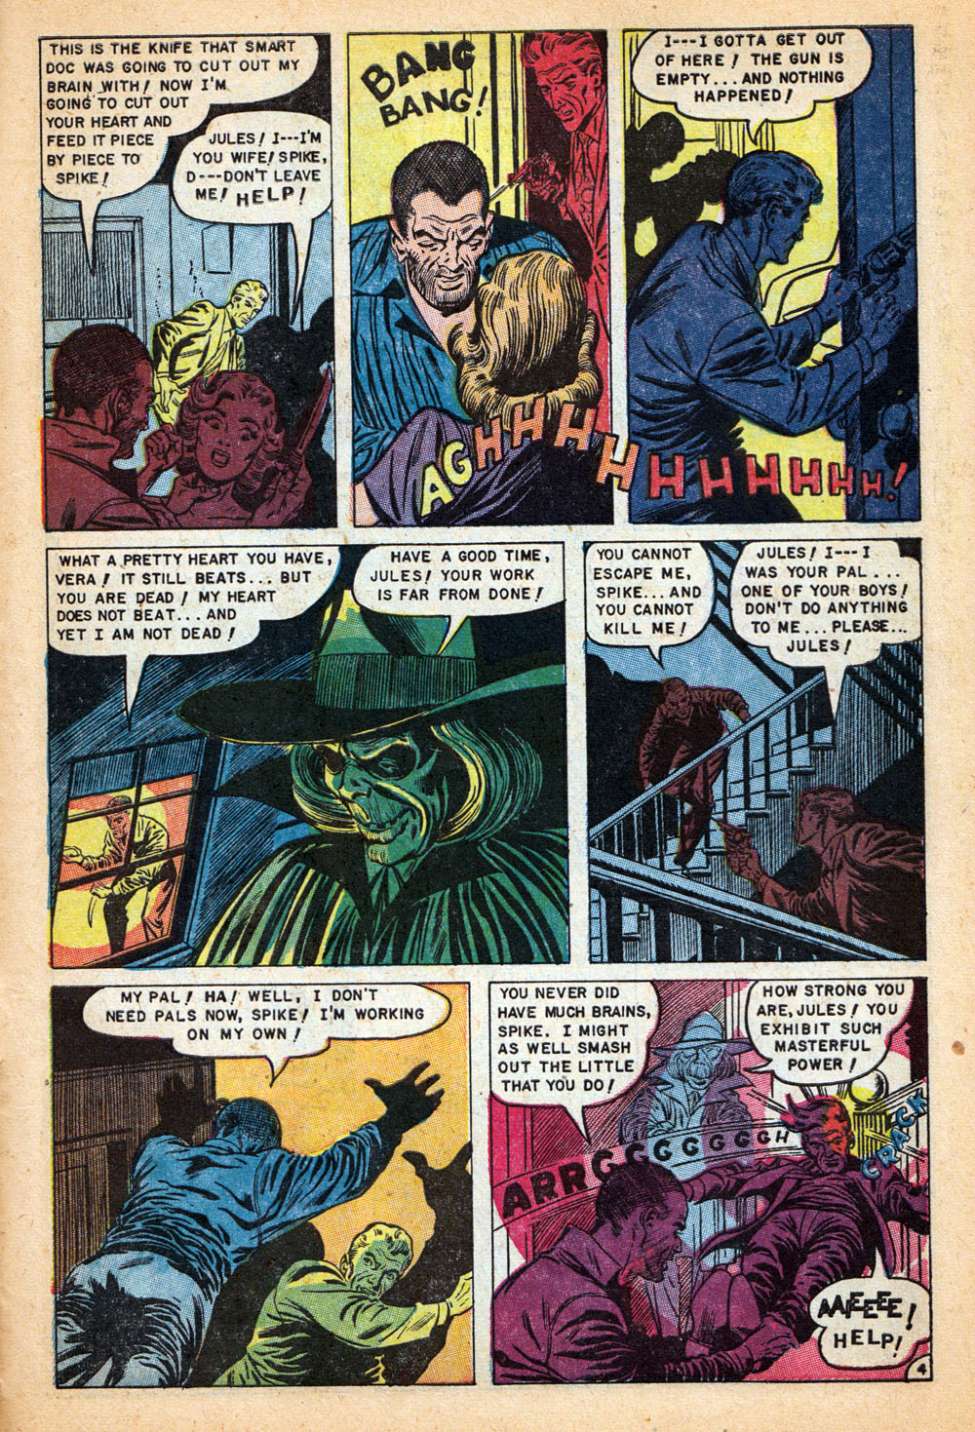 THIS IS THE KNIFE THAT SMART
DOC WAS GOING TO CUT OUT MY
BRAIN WITH! NOW I'M
GOING TO CUT OUT
YOUR HEART AND
FEED IT PIECE
BY PIECE TO
SPIKE!
JULES! I---I'M
YOU WIFE! SPIKE,
D---DON'T LEAVE
ME! HELP!
BANG
BANG!
AGHHHHHHHHHHH!
I---I GOTTA GET OUT
OF HERE! THE GUN IS
EMPTY...AND NOTHING
HAPPENED!
WHAT A PRETTY HEART YOU HAVE,
VERA! IT STILL BEATS... BUT
YOU ARE DEAD! MY HEART
DOES NOT BEAT...AND
YET I AM NOT DEAD!
HAVE A GOOD TIME,
JULES! YOUR WORK
IS FAR FROM DONE!
YOU CANNOT
ESCAPE ME,
SPIKE...AND
YOU CANNOT
KILL ME!
JULES! I---I
WAS YOUR PAL...
ONE OF YOUR BOYS!
DON'T DO ANYTHING
TO ME...PLEASE...
JULES!
MY PAL! HA! WELL, I DON'T
NEED PALS NOW, SPIKE! I'M WORKING
ON MY OWN!
YOU NEVER DID
HAVE MUCH BRAINS,
SPIKE. I MIGHT
AS WELL SMASH
OUT THE LITTLE
THAT YOU DO!
HOW STRONG YOU
ARE, JULES! YOU
EXHIBIT SUCH
MASTERFUL
POWER!
ARRGGGGGGGH
CRACK
AAIEEEE!
HELP!
4